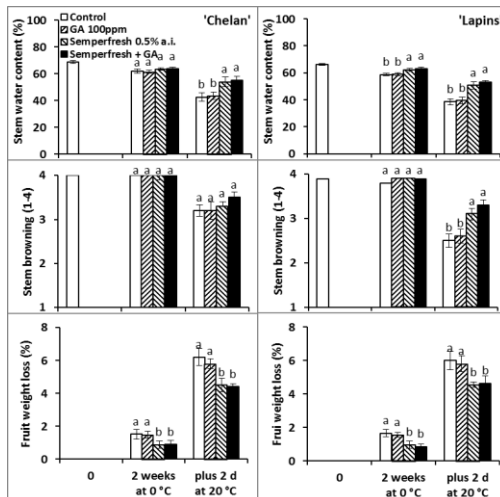 Control
GA 100ppm
Semperfresh 0.5% a.i.
Semperfresh + GA
'Chelan'
Stem water content (%)
100
80
60
40
20
0
a a a a
b b a a
'Lapins
Stem water content (%)
100
80
60
40
20
0
b b a a
b b a a
Stem browning (1-4)
4
3
2
1
a a a a
a a a a
Stem browning (1-4)
4
3
2
1
a a a a
b b a a
Fruit weight loss (%)
8
6
4
2
0
a a b b
a a b b
0
2 weeks
at 0 °C
plus 2 d
at 20 °C
Frui weight loss (%)
8
6
4
2
0
a a b b
a a b b
0
2 weeks
at 0 °C
plus 2 d
at 20 °C